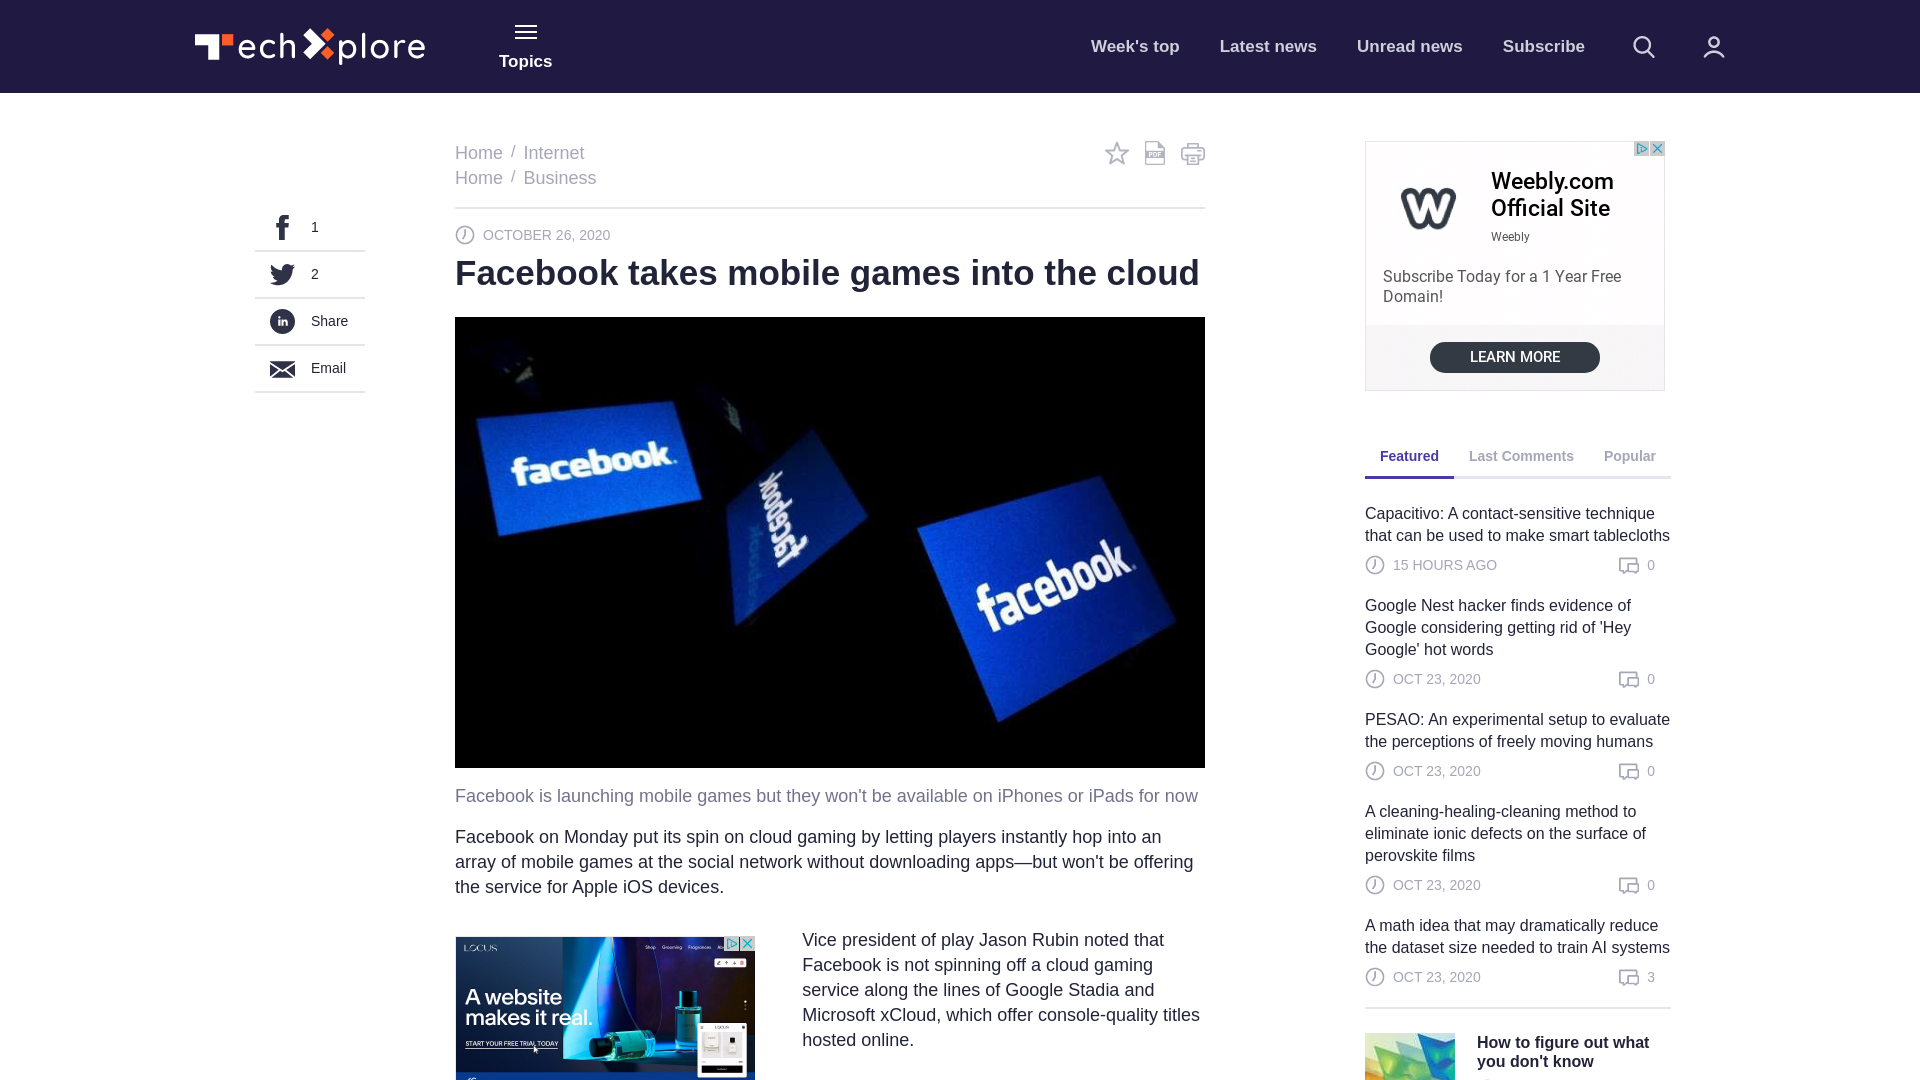 Tech Xplore
Topics
Week's top
Latest news
Unread news
Subscribe
Home / Internet
Home / Business
PDF
1
2
Share
Email
OCTOBER 26, 2020
Facebook takes mobile games into the cloud
facebook.
facebook
facebook.
Facebook is launching mobile games but they won't be available on iPhones or iPads for now
Facebook on Monday put its spin on cloud gaming by letting players instantly hop into an
array of mobile games at the social network without downloading apps—but won't be offering
the service for Apple iOS devices.
LOCUS
Shop Grooming Fragrances
A website
makes it real.
START YOUR FREE TRIAL TODAY
LOCUS
Vice president of play Jason Rubin noted that
Facebook is not spinning off a cloud gaming
service along the lines of Google Stadia and
Microsoft xCloud, which offer console-quality titles
hosted online.
Weebly.com
Official Site
Weebly
Subscribe Today for a 1 Year Free
Domain!
LEARN MORE
Featured
Last Comments
Popular
Capacitivo: A contact-sensitive technique
that can be used to make smart tablecloths
15 HOURS AGO
0
Google Nest hacker finds evidence of
Google considering getting rid of 'Hey
Google' hot words
OCT 23, 2020
0
PESAO: An experimental setup to evaluate
the perceptions of freely moving humans
OCT 23, 2020
0
A cleaning-healing-cleaning method to
eliminate ionic defects on the surface of
perovskite films
OCT 23, 2020
0
A math idea that may dramatically reduce
the dataset size needed to train AI systems
OCT 23, 2020
3
How to figure out what
you don't know